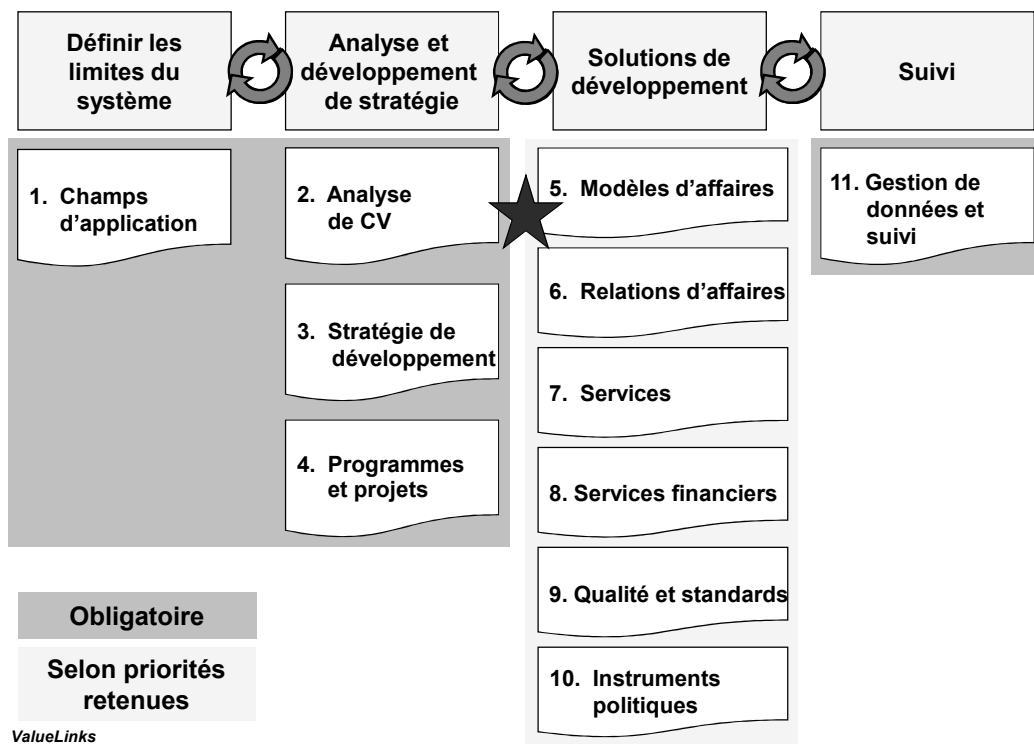 Définir les
limites du
système
Analyse et
développement
de stratégie
Solutions de
développement
Suivi
1. Champs
d'application
2. Analyse
de CV
3. Stratégie de
développement
4. Programmes
et projets
5. Modèles d'affaires
6. Relations d'affaires
7. Services
8. Services financiers
9. Qualité et standards
10. Instruments
politiques
11. Gestion de
données et
suivi
Obligatoire
Selon priorités
retenues
ValueLinks